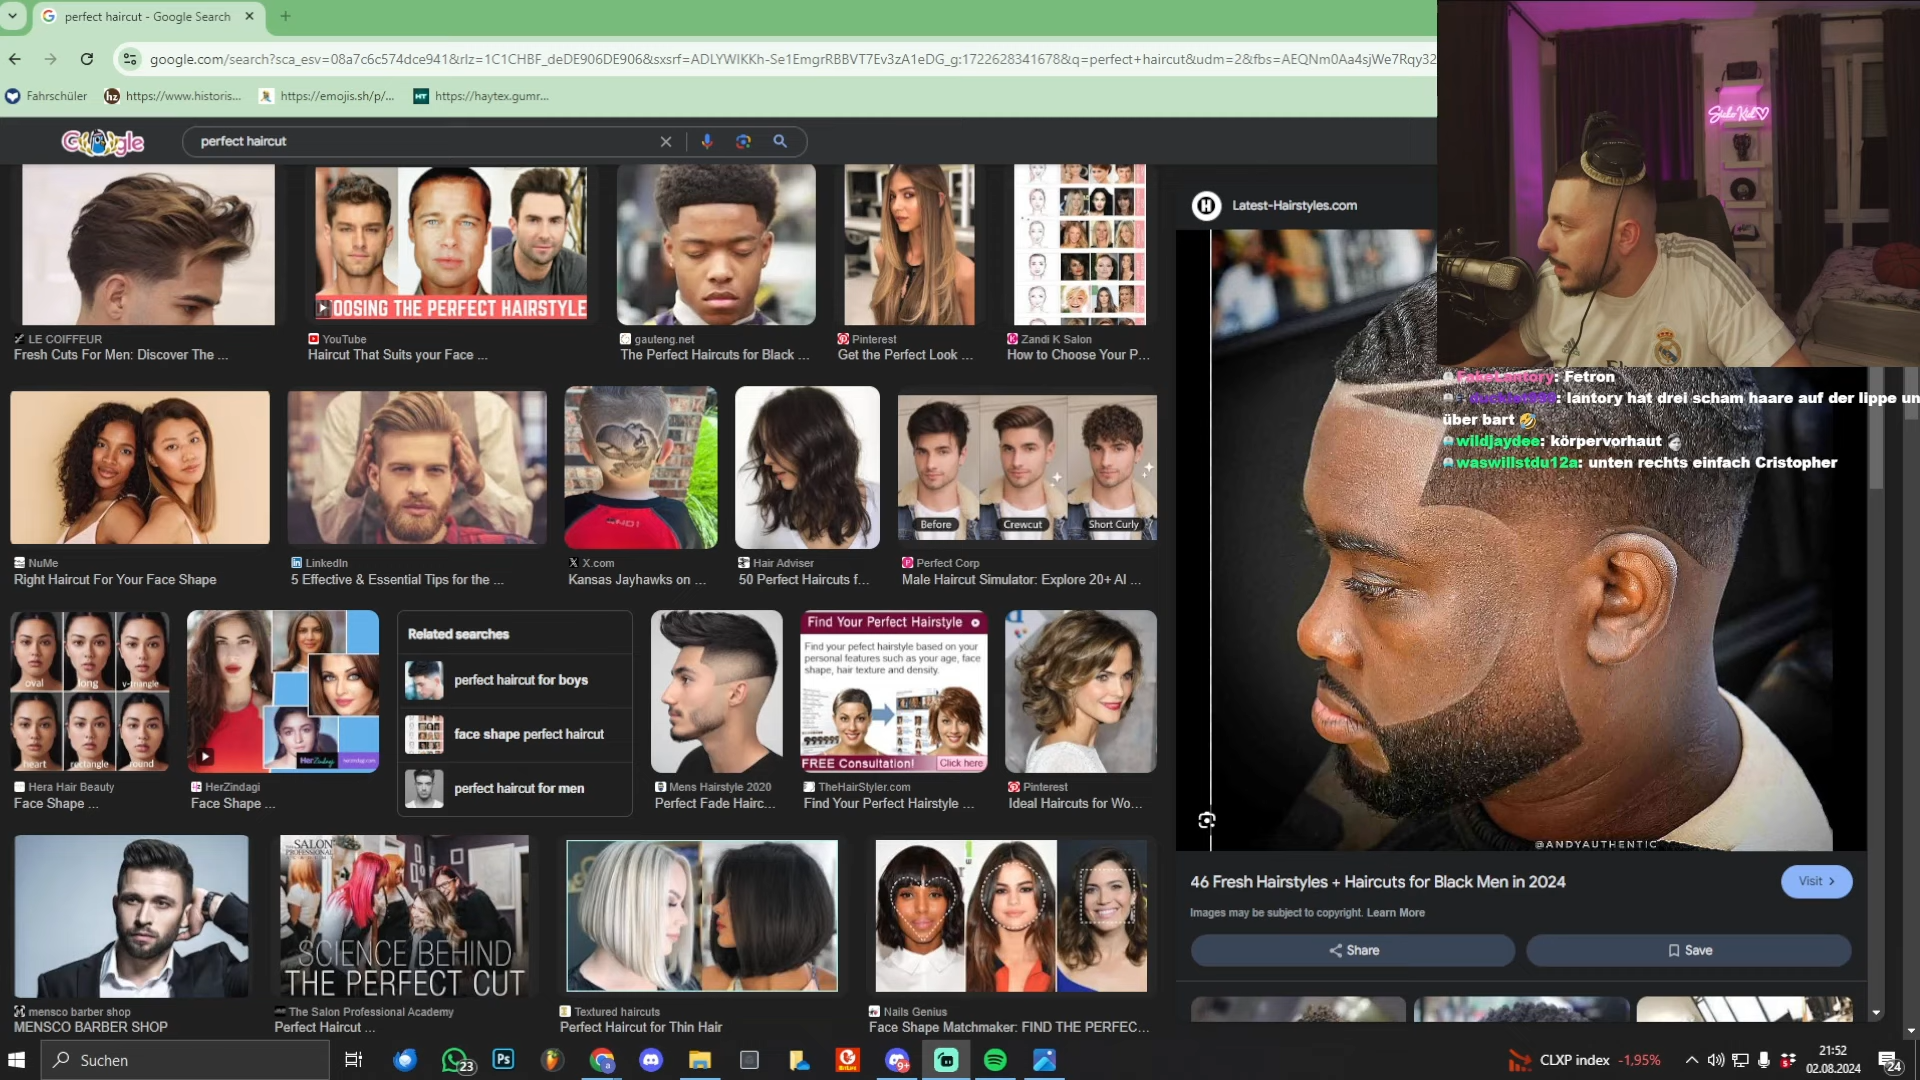 perfect haircut - Google Search
google.com/search?sca_esv=08a7c6c574dce941&rlz=1C1CHBF_deDE906DE906&sxsrf=ADLYWIKKh-Se1EmgrRBBVT7Ev3zA1eDG_g:1722628341678&q=perfect+haircut&udm=2&fbs=AEQNm0Aa4sjWe7Rqy32
Fahrschüler
https://www.historis...
https://emojis.sh/p/...
https://haytex.gumr...
perfect haircut
OOSING THE PERFECT HAIRSTYLE
LE COIFFEUR
Fresh Cuts For Men: Discover The ...
YouTube
Haircut That Suits your Face ...
gauteng.net
The Perfect Haircuts for Black ...
Pinterest
Get the Perfect Look ...
Zandi K Salon
How to Choose Your P...
Before
Crewcut
Short Curly
NuMe
Right Haircut For Your Face Shape
LinkedIn
5 Effective & Essential Tips for the ...
X.com
Kansas Jayhawks on ...
Hair Adviser
50 Perfect Haircuts f...
Perfect Corp
Male Haircut Simulator: Explore 20+ AI ...
oval
long
v-triangle
heart
rectangle
round
Hera Hair Beauty
Face Shape ...
HerZindagi
Face Shape ...
Related searches
perfect haircut for boys
face shape perfect haircut
perfect haircut for men
Mens Hairstyle 2020
Perfect Fade Hairc...
Find Your Perfect Hairstyle
Find your pefect hairstyle based on your
personal features such as your age, face
shape, hair texture and density.
FREE Consultation!
Click here
TheHairStyler.com
Find Your Perfect Hairstyle ...
Pinterest
Ideal Haircuts for Wo...
mensco barber shop
MENSCO BARBER SHOP
SALON
PROFESSIONAL
SCIENCE BEHIND
THE PERFECT CUT
The Salon Professional Academy
Perfect Haircut ...
Textured haircuts
Perfect Haircut for Thin Hair
Nails Genius
Face Shape Matchmaker: FIND THE PERFEC...
Latest-Hairstyles.com
FakeLantory: Fetron
: lantory hat drei scham haare auf der lippe un
über bart 🤣
wildjaydee: körpervorhaut
waswillstdu12a: unten rechts einfach Cristopher
@ANDYAUTHENTIC
46 Fresh Hairstyles + Haircuts for Black Men in 2024
Visit
Images may be subject to copyright. Learn More
Share
Save
Suchen
23
Ps
9+
CLXP index -1,95%
21:52
02.08.2024
24